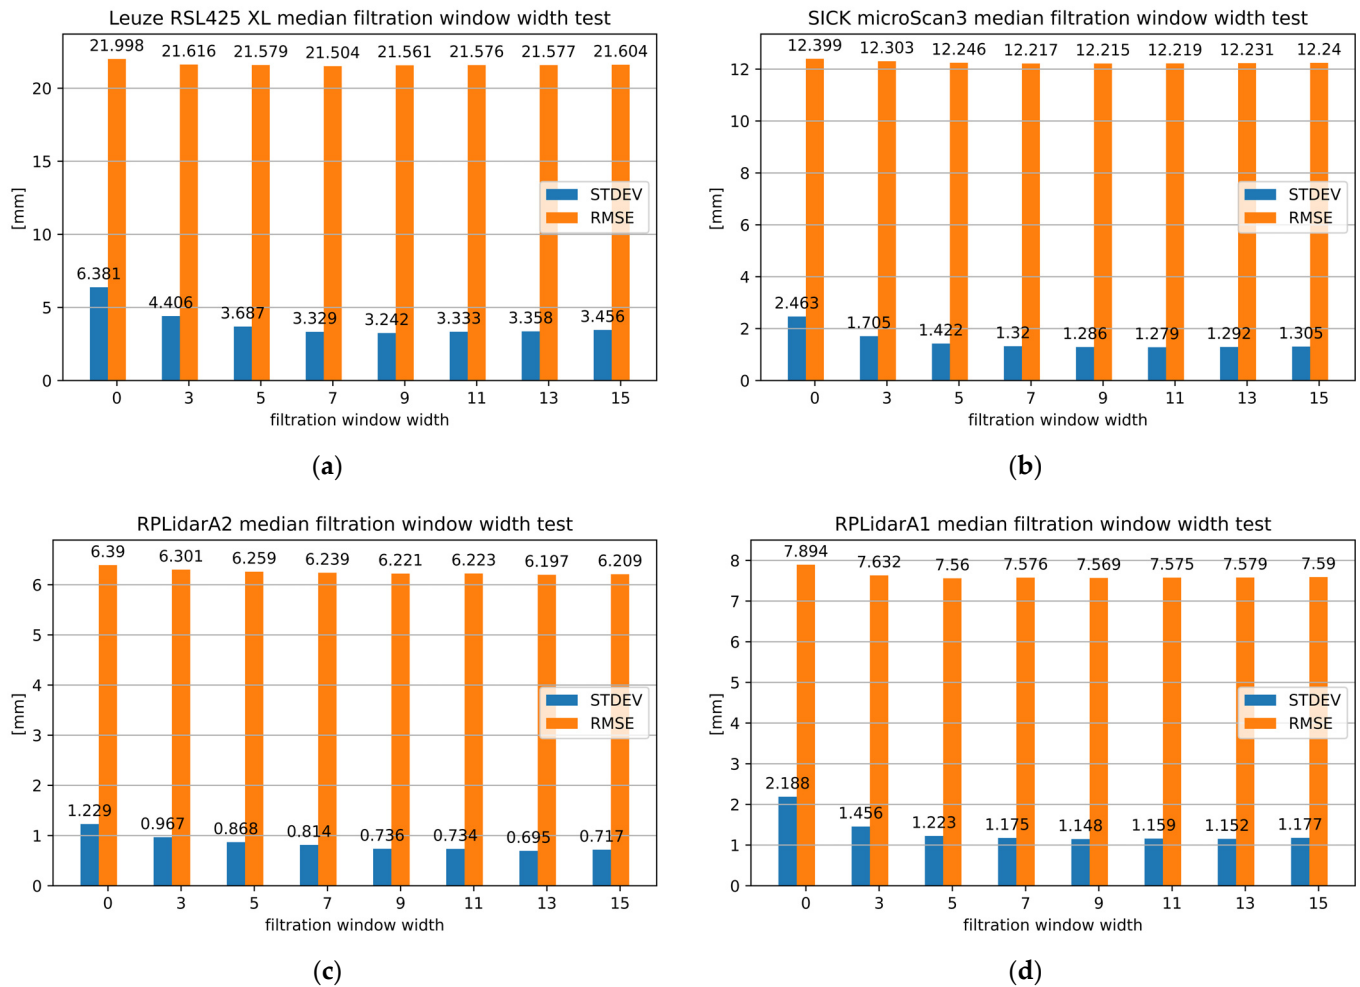 Leuze RSL425 XL median filtration window width test
21.998 21.616 21.579 21.504 21.561 21.576 21.577 21.604
20
15
STDEV
RMSE
[mm]
10
6.381
5
4.406 3.687 3.329 3.242 3.333 3.358 3.456
0
0 3 5 7 9 11 13 15
filtration window width
(a)
SICK microScan3 median filtration window width test
12.399 12.303 12.246 12.217 12.215 12.219 12.231 12.24
12
10
8
STDEV
RMSE
[mm]
6
4
2.463
2
1.705 1.422 1.32 1.286 1.279 1.292 1.305
0
0 3 5 7 9 11 13 15
filtration window width
(b)
RPLidarA2 median filtration window width test
6.39 6.301 6.259 6.239 6.221 6.223 6.197 6.209
6
5
4
STDEV
RMSE
[mm]
3
2
1.229 0.967 0.868 0.814 0.736 0.734 0.695 0.717
1
0
0 3 5 7 9 11 13 15
filtration window width
(c)
RPLidarA1 median filtration window width test
7.894 7.632 7.56 7.576 7.569 7.575 7.579 7.59
8
7
6
5
STDEV
RMSE
[mm]
4
3
2.188
2
1.456 1.223 1.175 1.148 1.159 1.152 1.177
1
0
0 3 5 7 9 11 13 15
filtration window width
(d)